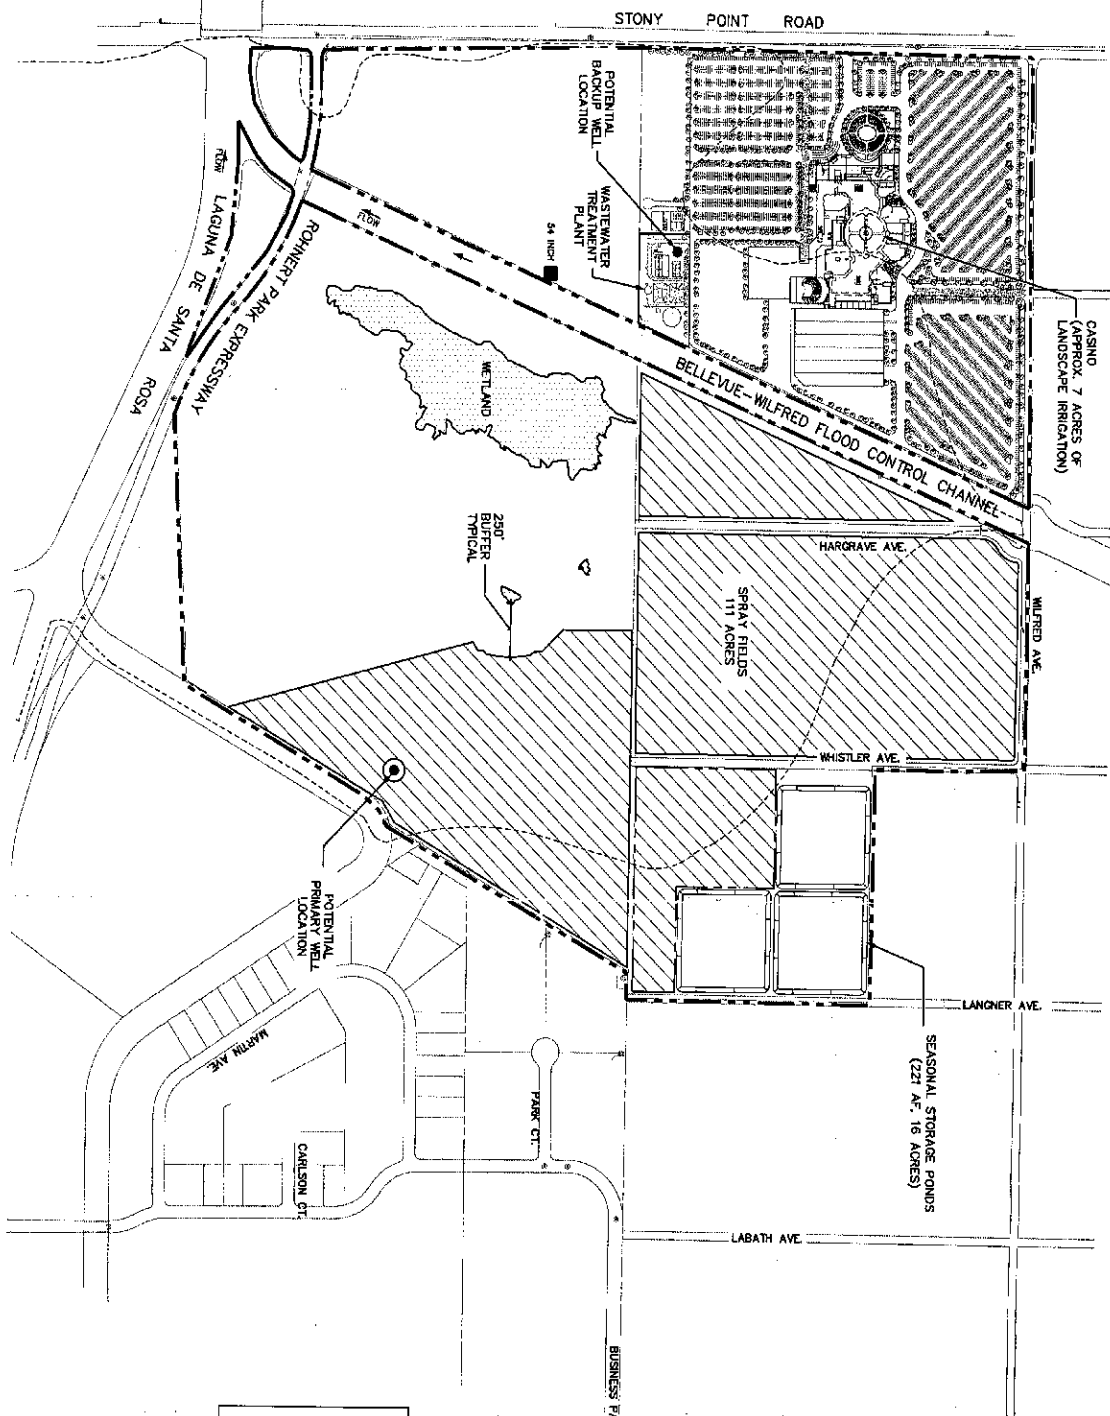 STONY POINT ROAD
POTENTIAL
BACKUP WELL
LOCATION
WASTEWATER
TREATMENT
PLANT
54 INCH
CASINO
(APPROX. 7 ACRES OF
LANDSCAPE IRRIGATION)
FLOW
LAGUNA DE SANTA ROSA
ROHNERT PARK EXPRESSWAY
FLOW
WETLAND
BELLEVUE-WILFRED FLOOD CONTROL CHANNEL
250'
BUFFER
TYPICAL
HARGRAVE AVE.
SPRAY FIELDS
111 ACRES
WILFRED AVE.
WHISTLER AVE.
POTENTIAL
PRIMARY WELL
LOCATION
LANGNER AVE.
SEASONAL STORAGE PONDS
(221 AF, 16 ACRES)
MARTIN AVE.
PARK CT.
CARLSON CT.
LABATH AVE.
BUSINESS